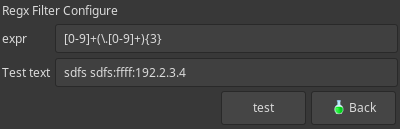 Regx Filter Configure
expr [0-9]+(\.[0-9]+){3}
Test text sdfs sdfs:ffff:192.2.3.4
test Back